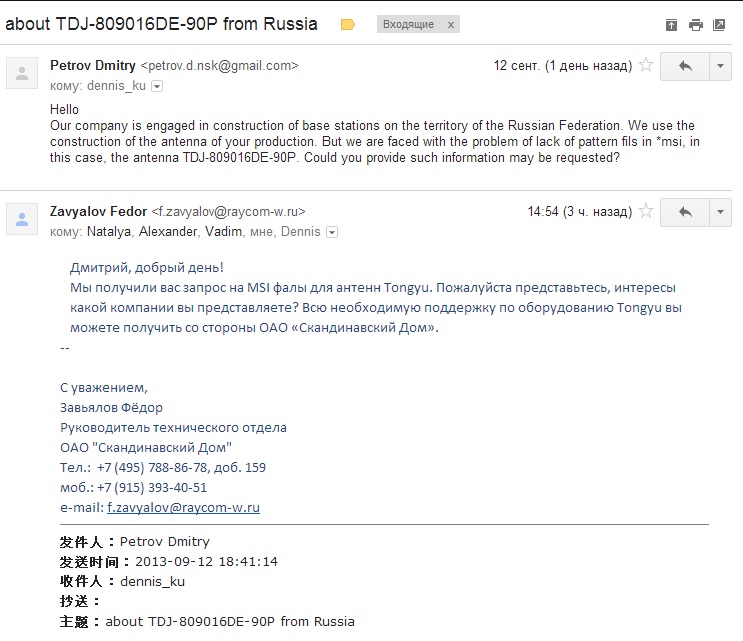 about TDJ-809016DE-90P from Russia
Входящие x
Petrov Dmitry <petrov.d.nsk@gmail.com> 12 сент. (1 день назад)
кому: dennis_ku
Hello
Our company is engaged in construction of base stations on the territory of the Russian Federation. We use the
construction of the antenna of your production. But we are faced with the problem of lack of pattern fils in *msi, in
this case, the antenna TDJ-809016DE-90P. Could you provide such information may be requested?
Zavyalov Fedor <f.zavyalov@raycom-w.ru> 14:54 (3 ч. назад)
кому: Natalya, Alexander, Vadim, мне, Dennis
Дмитрий, добрый день!
Мы получили вас запрос на MSI фалы для антенн Tongyu. Пожалуйста представьтесь, интересы
какой компании вы представляете? Всю необходимую поддержку по оборудованию Tongyu вы
можете получить со стороны ОАО «Скандинавский Дом».
--
С уважением,
Завьялов Фёдор
Руководитель технического отдела
ОАО "Скандинавский Дом"
Тел.: +7 (495) 788-86-78, доб. 159
моб.: +7 (915) 393-40-51
e-mail: f.zavyalov@raycom-w.ru
发件人：Petrov Dmitry
发送时间：2013-09-12 18:41:14
收件人：dennis_ku
抄送：
主题：about TDJ-809016DE-90P from Russia